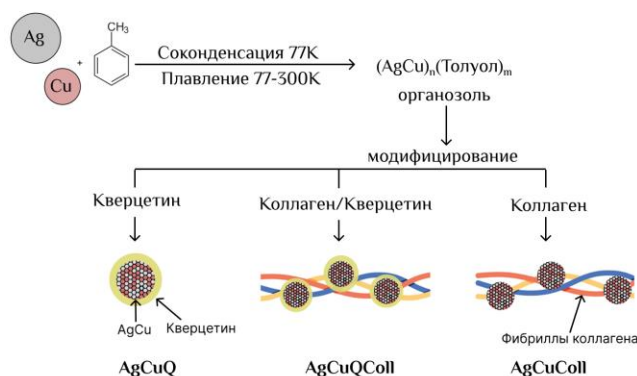 Ag
Cu
+
CH₃
Соконденсация 77K
Плавление 77-300K
(AgCu)ₙ(Толуол)ₘ
органозоль
модифицирование
Кверцетин
Коллаген/Кверцетин
Коллаген
AgCu
Кверцетин
Фибриллы коллагена
AgCuQ
AgCuQColl
AgCuColl